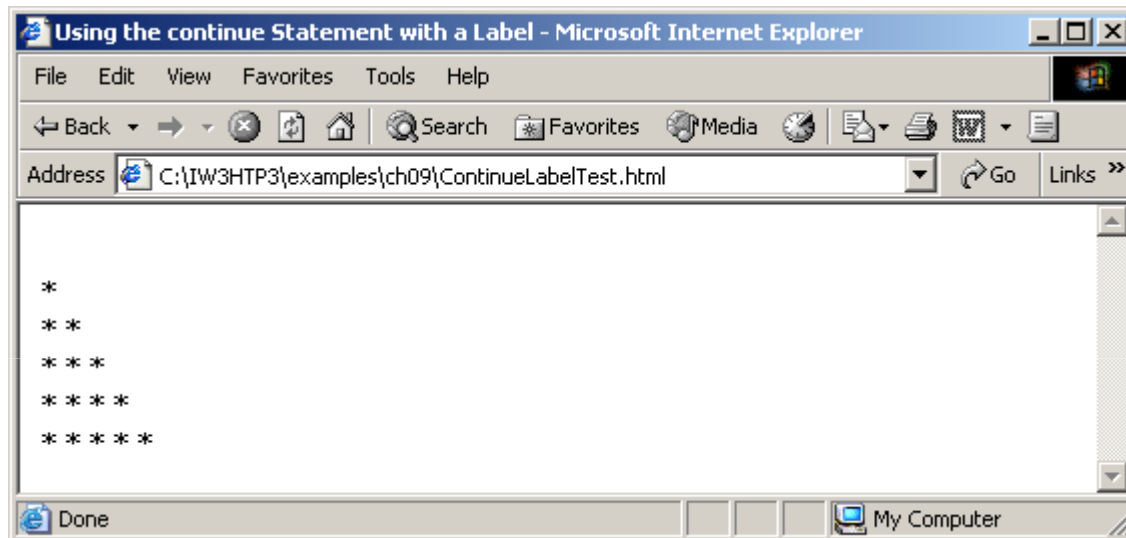 Using the continue Statement with a Label - Microsoft Internet Explorer
File Edit View Favorites Tools Help
Back Search Favorites Media W
Address C:\IW3HTP3\examples\ch09\ContinueLabelTest.html Go Links »
*
* *
* * *
* * * *
* * * * *
Done My Computer